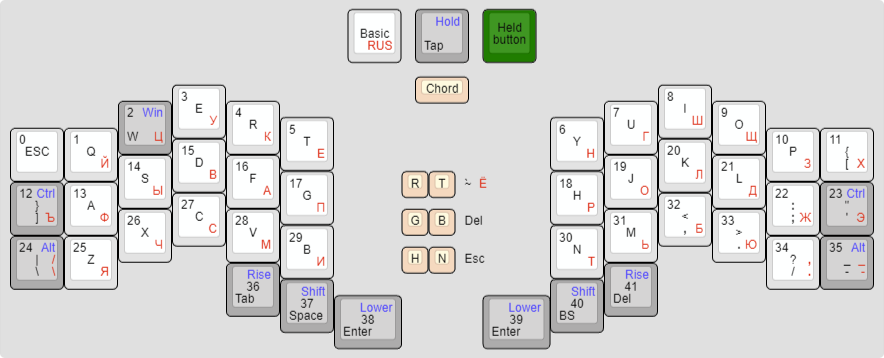 Basic
RUS
Hold
Tap
Held
button
Chord
0
ESC
1
Q
Й
2 Win
W Ц
3
E
У
4
R
К
5
T
Е
6
Y
Н
7
U
Г
8
I
Ш
9
O
Щ
10
P
З
11
{
[ Х
12 Ctrl
}
] Ъ
13
A
Ф
14
S
Ы
15
D
В
16
F
А
17
G
П
R T ~ Ё
`
18
H
Р
19
J
О
20
K
Л
21
L
Д
22
:
; Ж
23 Ctrl
"
' Э
24 Alt
| /
\ \
25
Z
Я
26
X
Ч
27
C
С
28
V
М
29
B
И
G B Del
30
N
Т
31
M
Ь
32
<
, Б
33
>
. Ю
34
? ,
/ .
35 Alt
_ _
- -
H N Esc
Rise
36
Tab
Shift
37
Space
Lower
38
Enter
Lower
39
Enter
Shift
40
BS
Rise
41
Del